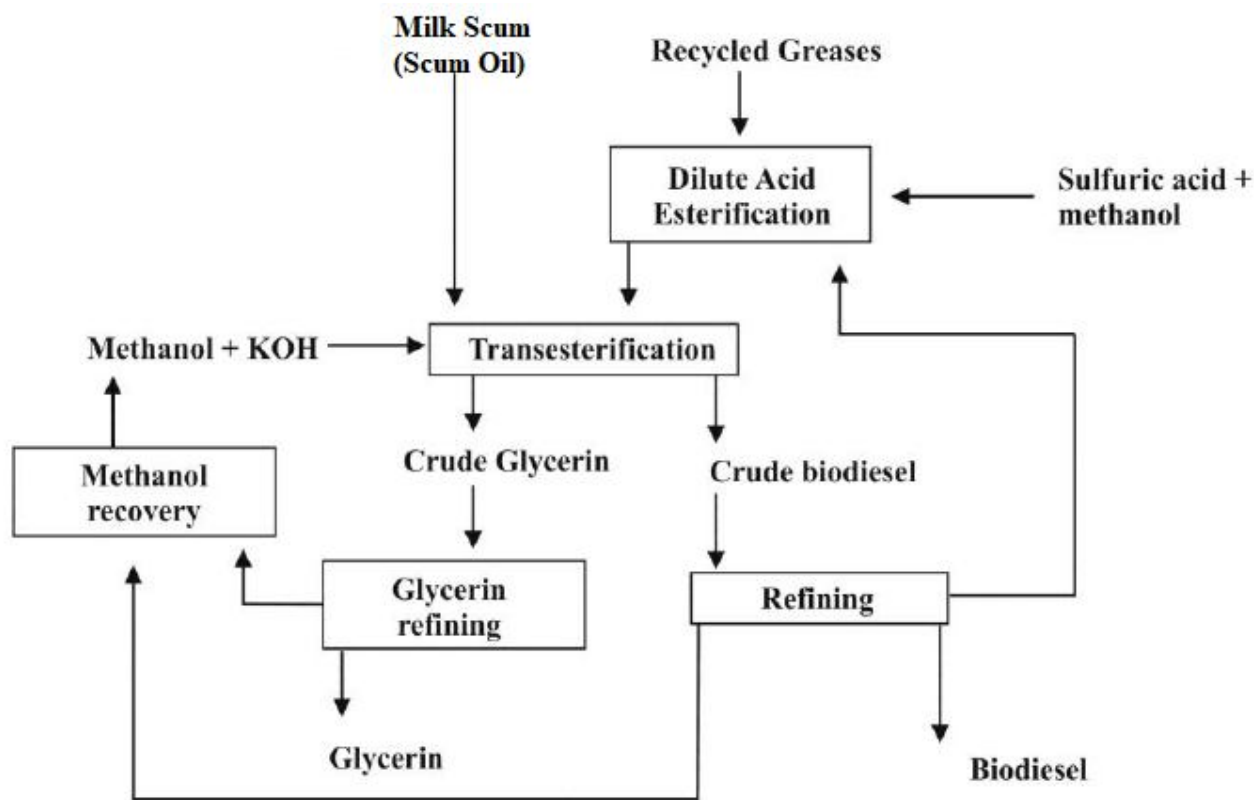 Milk Scum
(Scum Oil)
Recycled Greases
Dilute Acid
Esterification
Sulfuric acid +
methanol
Methanol + KOH
Transesterification
Methanol
recovery
Crude Glycerin
Crude biodiesel
Glycerin
refining
Refining
Glycerin
Biodiesel